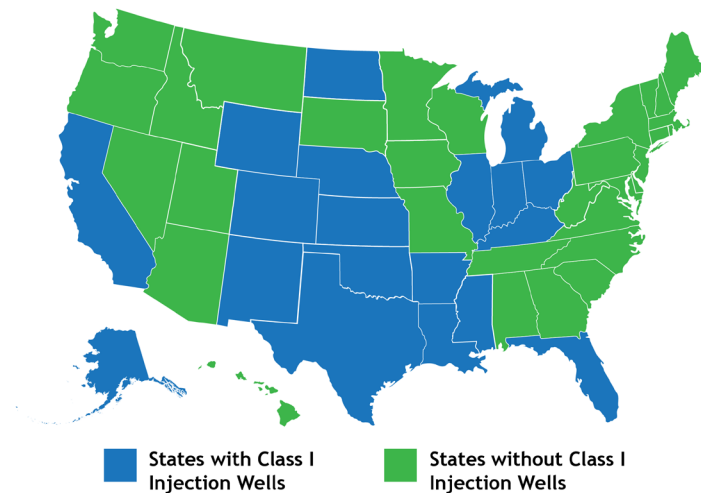 States with Class I
Injection Wells
States without Class I
Injection Wells